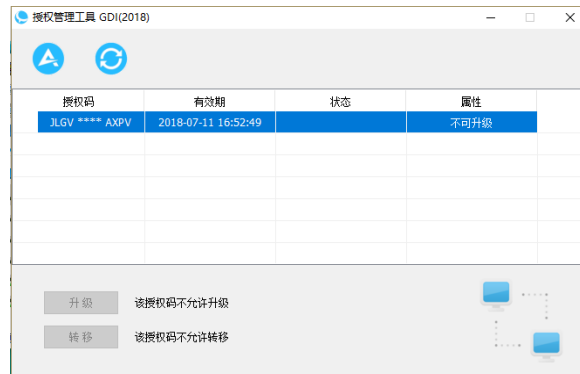 授权管理工具 GDI(2018)
授权码 有效期 状态 属性
JLGV **** AXPV 2018-07-11 16:52:49 不可升级
升级 该授权码不允许升级
转移 该授权码不允许转移